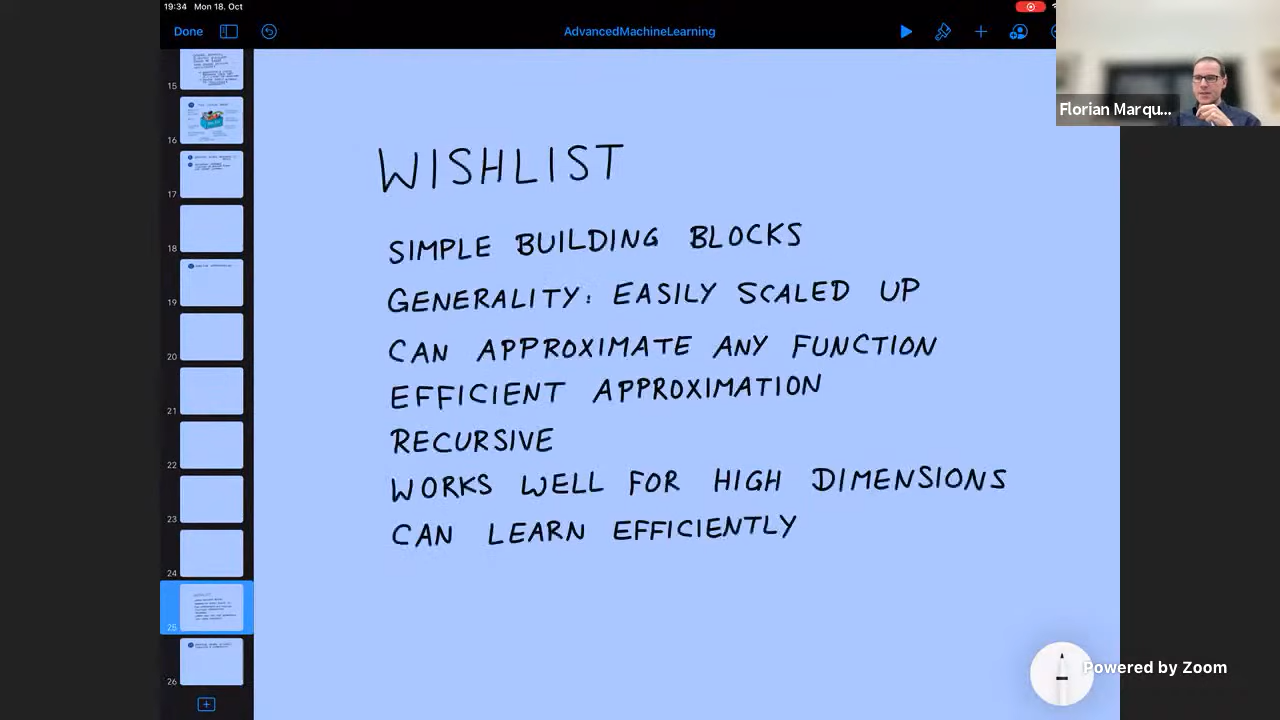 19:34 Mon 18. Oct
Done
AdvancedMachineLearning
Florian Marqu...
WISHLIST
SIMPLE BUILDING BLOCKS
GENERALITY: EASILY SCALED UP
CAN APPROXIMATE ANY FUNCTION
EFFICIENT APPROXIMATION
RECURSIVE
WORKS WELL FOR HIGH DIMENSIONS
CAN LEARN EFFICIENTLY
15
16
17
18
19
20
21
22
23
24
25
26
Powered by Zoom